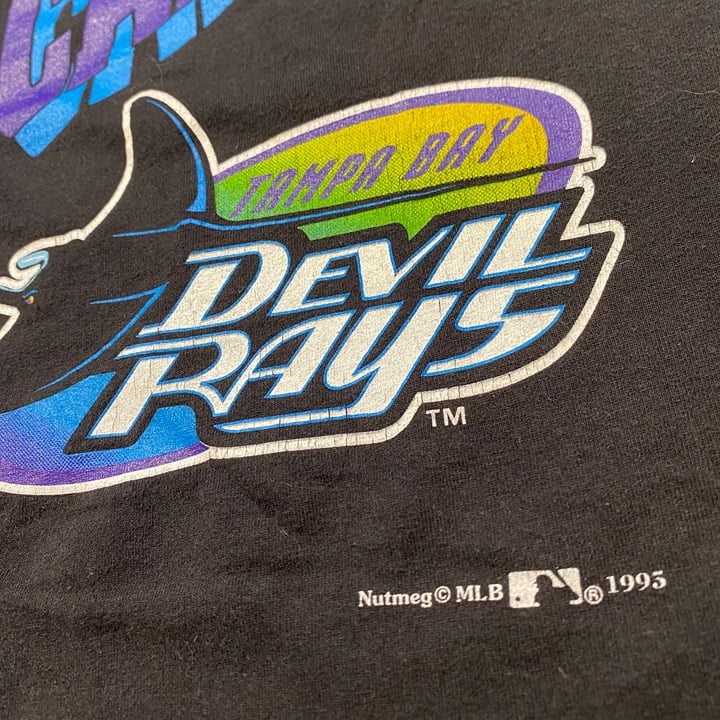 TAMPA BAY
DEVIL
RAYS
TM
Nutmeg © MLB ® 1995